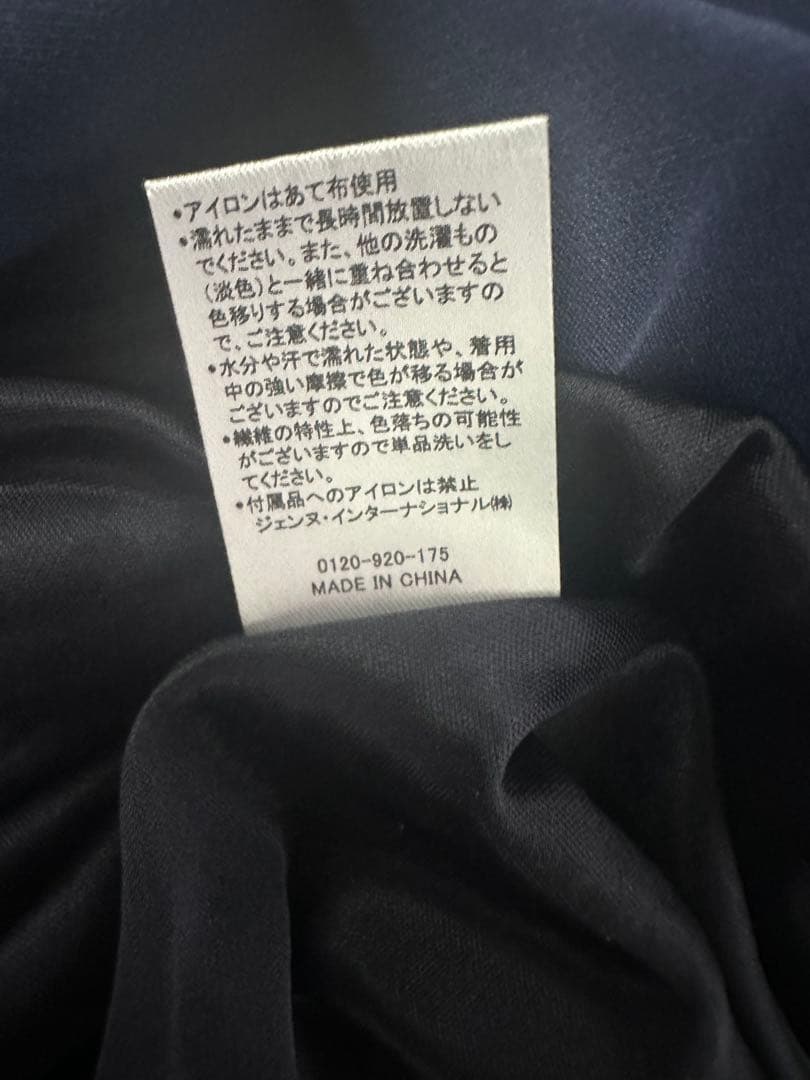 ・アイロンはあて布使用
・濡れたままで長時間放置しない
でください。また、他の洗濯もの
(淡色)と一緒に重ね合わせると
色移りする場合がございますの
で、ご注意ください。
・水分や汗で濡れた状態や、着用
中の強い摩擦で色が移る場合が
ございますのでご注意ください。
・繊維の特性上、色落ちの可能性
がございますので単品洗いをし
てください。
・付属品へのアイロンは禁止
ジェンヌ・インターナショナル㈱
0120-920-175
MADE IN CHINA